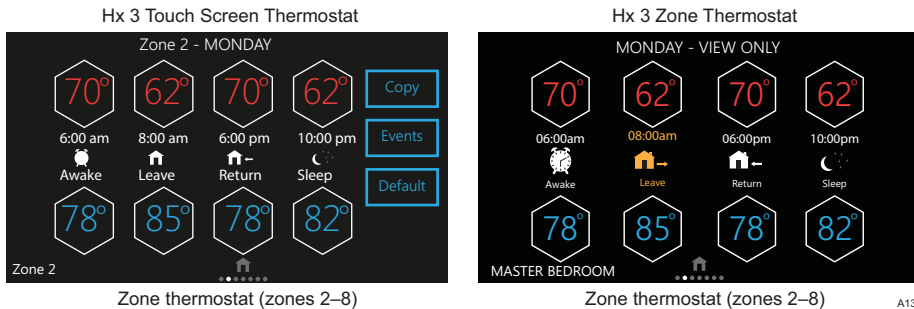 Hx 3 Touch Screen Thermostat
Zone 2 - MONDAY
70° 62° 70° 62°
Copy
6:00 am 8:00 am 6:00 pm 10:00 pm
Events
Awake Leave Return Sleep
Default
78° 85° 78° 82°
Zone 2
Zone thermostat (zones 2–8)
Hx 3 Zone Thermostat
MONDAY - VIEW ONLY
70° 62° 70° 62°
06:00am 08:00am 06:00pm 10:00pm
Awake Leave Return Sleep
78° 85° 78° 82°
MASTER BEDROOM
Zone thermostat (zones 2–8)
A13